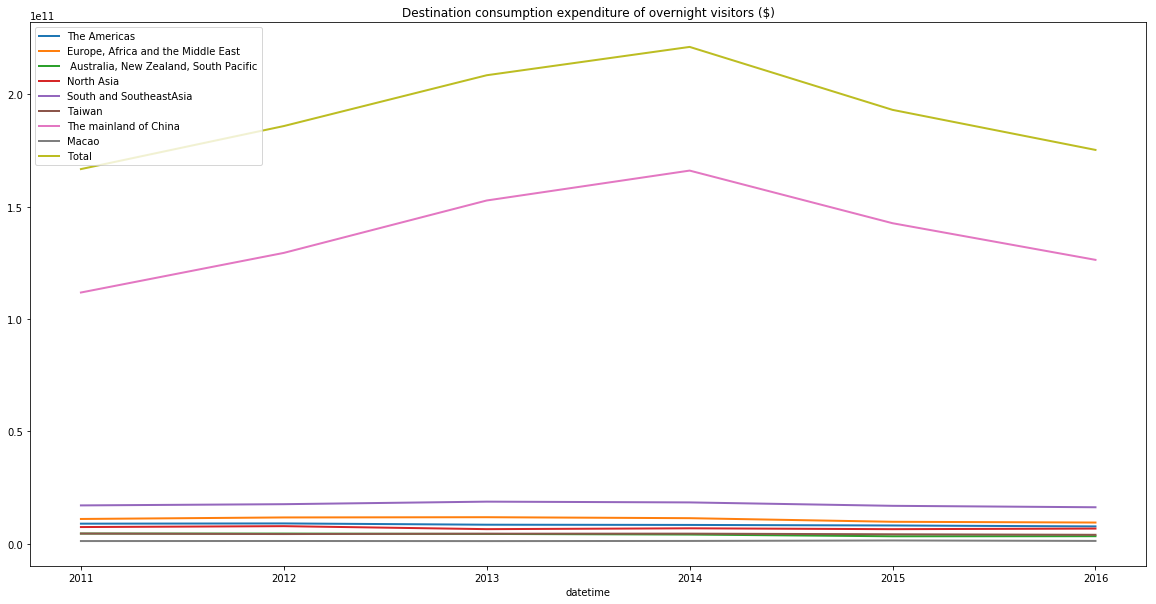 Destination consumption expenditure of overnight visitors ($)
1e11
The Americas
Europe, Africa and the Middle East
Australia, New Zealand, South Pacific
North Asia
South and SoutheastAsia
Taiwan
The mainland of China
Macao
Total
2.0
1.5
1.0
0.5
0.0
2011 2012 2013 2014 2015 2016
datetime